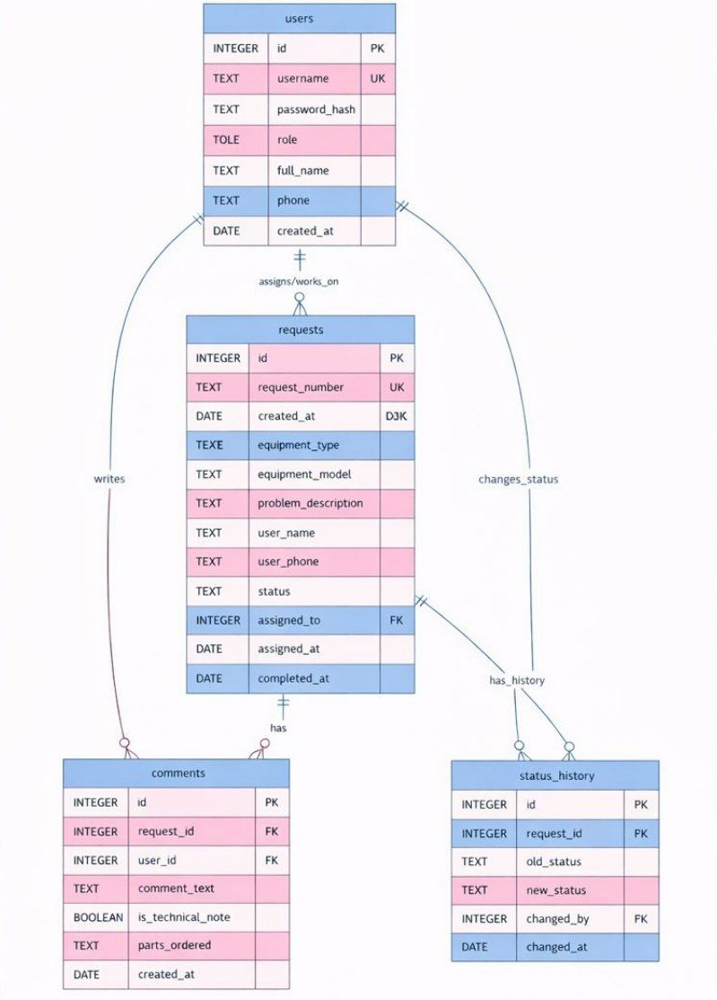 users
INTEGER id PK
TEXT username UK
TEXT password_hash
TOLE role
TEXT full_name
TEXT phone
DATE created_at
assigns/works_on
requests
INTEGER id PK
TEXT request_number UK
DATE created_at D3K
TEXE equipment_type
TEXT equipment_model
TEXT problem_description
TEXT user_name
TEXT user_phone
TEXT status
INTEGER assigned_to FK
DATE assigned_at
DATE completed_at
writes
changes_status
has_history
has
comments
INTEGER id PK
INTEGER request_id FK
INTEGER user_id FK
TEXT comment_text
BOOLEAN is_technical_note
TEXT parts_ordered
DATE created_at
status_history
INTEGER id PK
INTEGER request_id PK
TEXT old_status
TEXT new_status
INTEGER changed_by FK
DATE changed_at